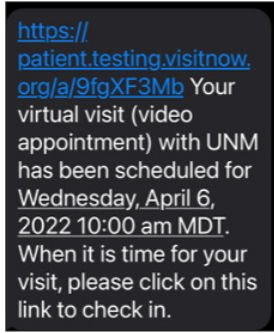 https://
patient.testing.visitnow.
org/a/9fgXF3Mb Your
virtual visit (video
appointment) with UNM
has been scheduled for
Wednesday, April 6,
2022 10:00 am MDT.
When it is time for your
visit, please click on this
link to check in.